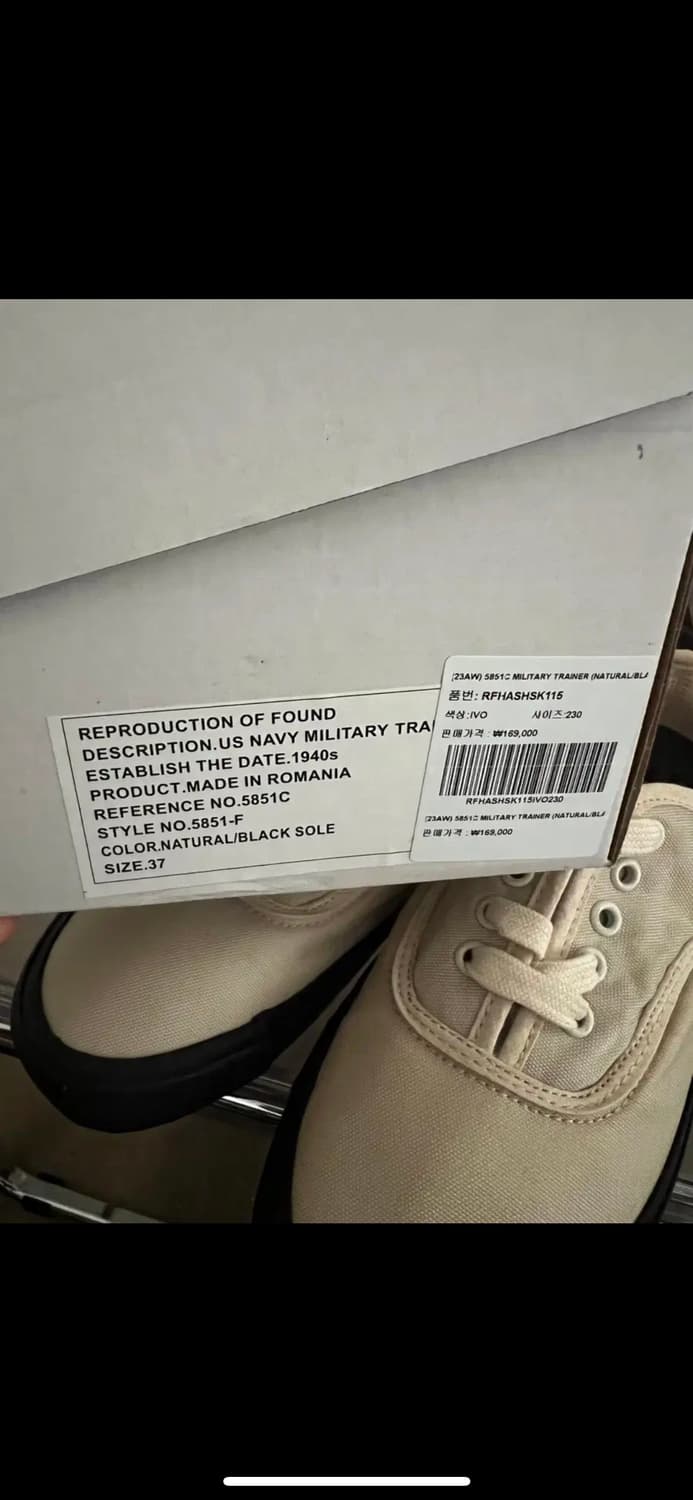 REPRODUCTION OF FOUND
DESCRIPTION.US NAVY MILITARY TRA
ESTABLISH THE DATE.1940s
PRODUCT.MADE IN ROMANIA
REFERENCE NO.5851C
STYLE NO.5851-F
COLOR.NATURAL/BLACK SOLE
SIZE.37
(23AW) 5851C MILITARY TRAINER (NATURAL/BLA
품번: RFHASHSK115
색상:IVO 사이즈:230
판매가격 : ₩169,000
RFHASHSK115IVO230
(23AW) 5851C MILITARY TRAINER (NATURAL/BLA
판매가격 : ₩169,000